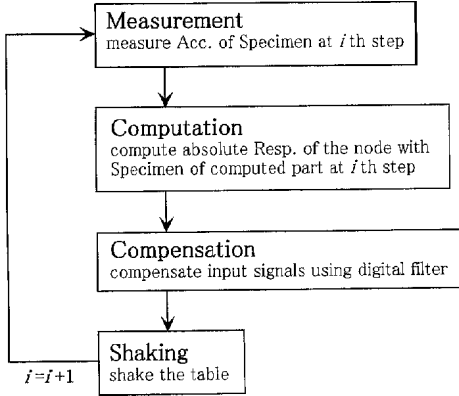 Measurement
measure Acc. of Specimen at i th step
Computation
compute absolute Resp. of the node with
Specimen of computed part at i th step
Compensation
compensate input signals using digital filter
Shaking
shake the table
i=i+1